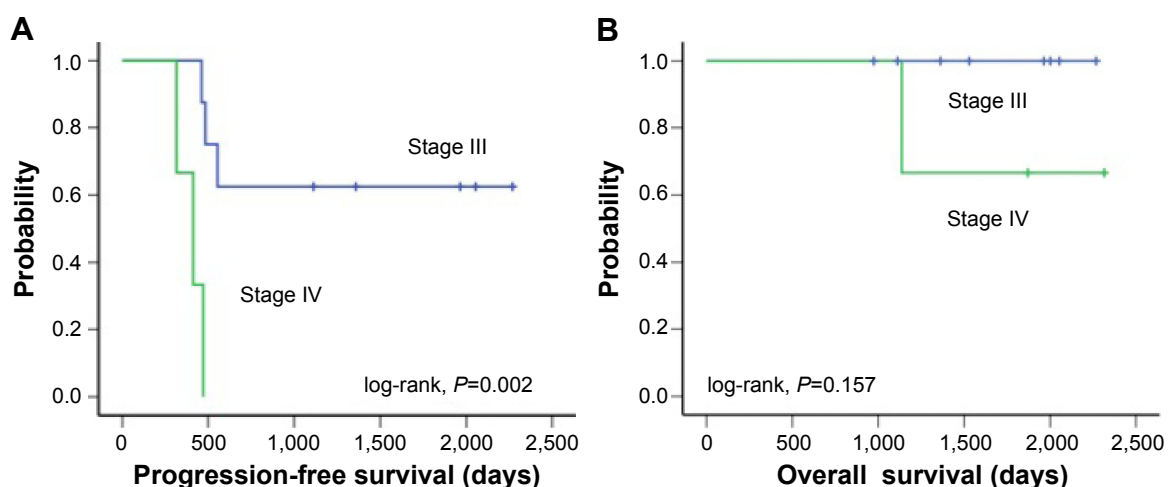 A
Probability
1.0
0.8
0.6
0.4
0.2
0.0
Stage III
Stage IV
log-rank, P=0.002
0 500 1,000 1,500 2,000 2,500
Progression-free survival (days)
B
Probability
1.0
0.8
0.6
0.4
0.2
0.0
Stage III
Stage IV
log-rank, P=0.157
0 500 1,000 1,500 2,000 2,500
Overall survival (days)